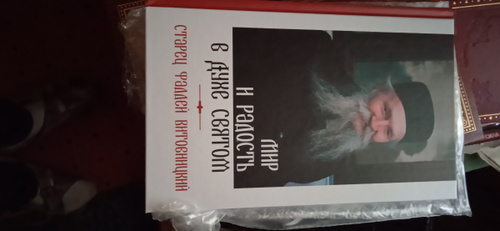 МИР
И РАДОСТЬ
В ДУХЕ СВЯТОМ
СТАРЕЦ ФАДДЕЙ ВИТОВНИЦКИЙ